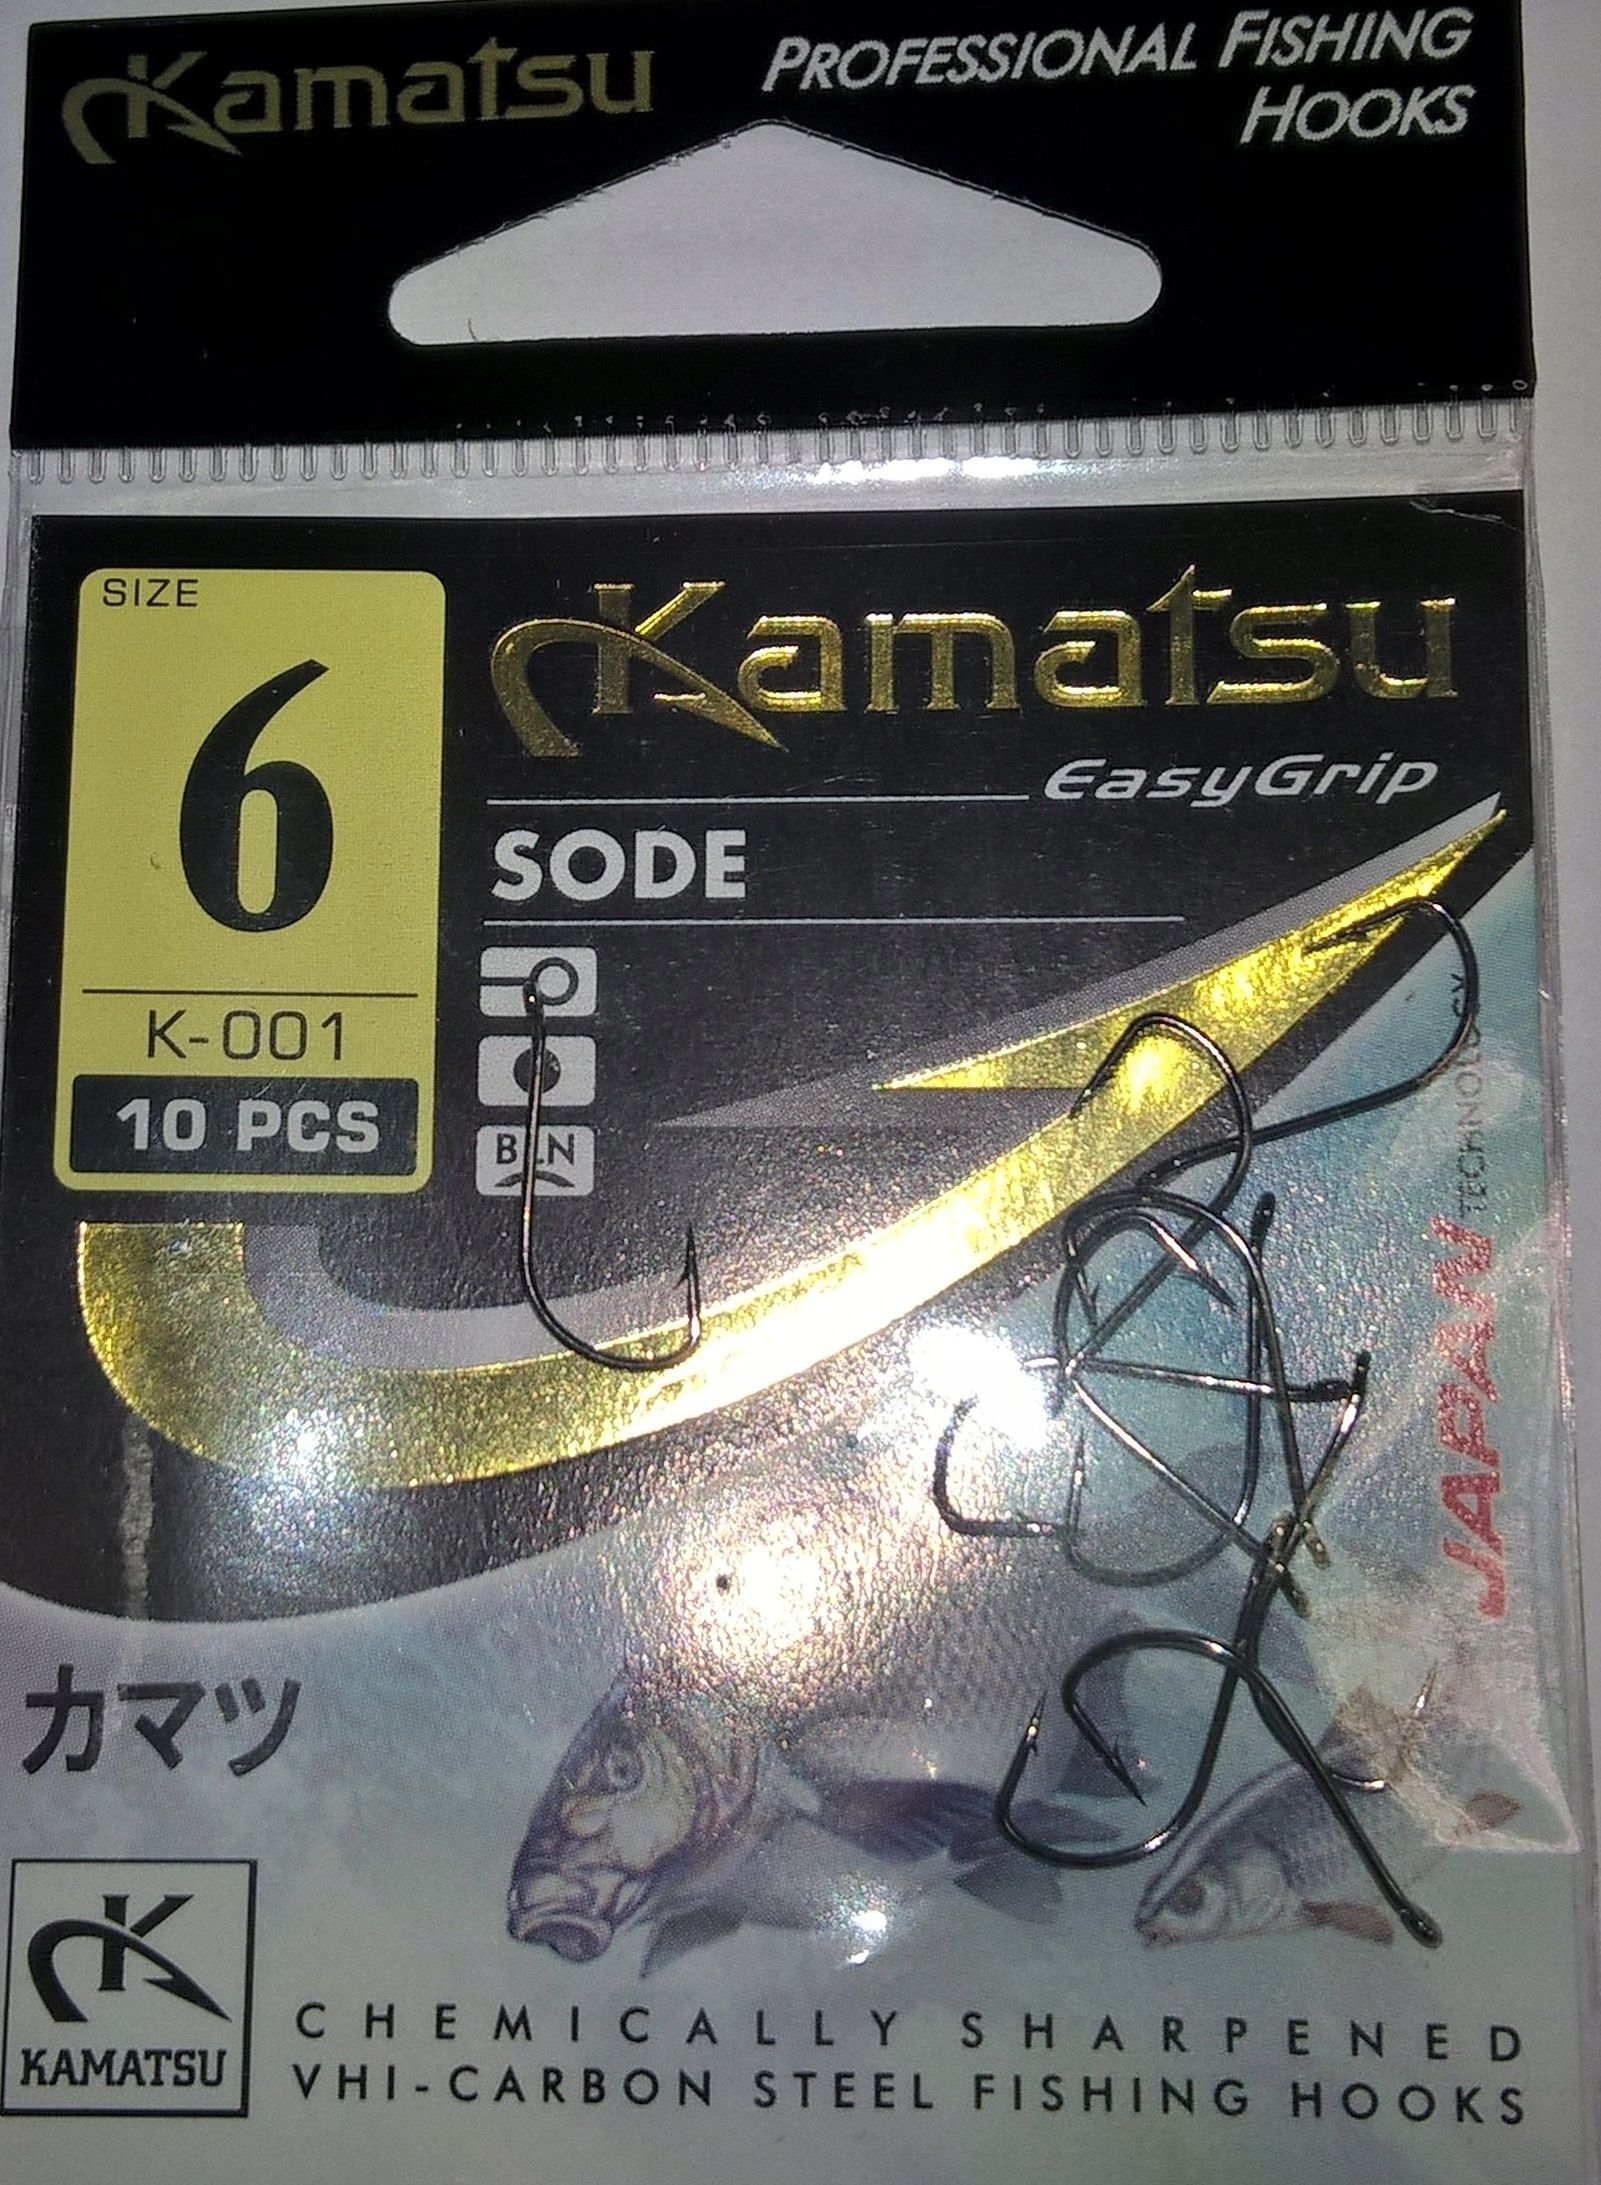 Kamatsu
PROFESSIONAL FISHING
HOOKS
SIZE
6
K-001
10 PCS
Kamatsu
EasyGrip
SODE
BLN
JAPAN TECHNOLOGY
カマツ
K
KAMATSU
CHEMICALLY SHARPENED
VHI-CARBON STEEL FISHING HOOKS